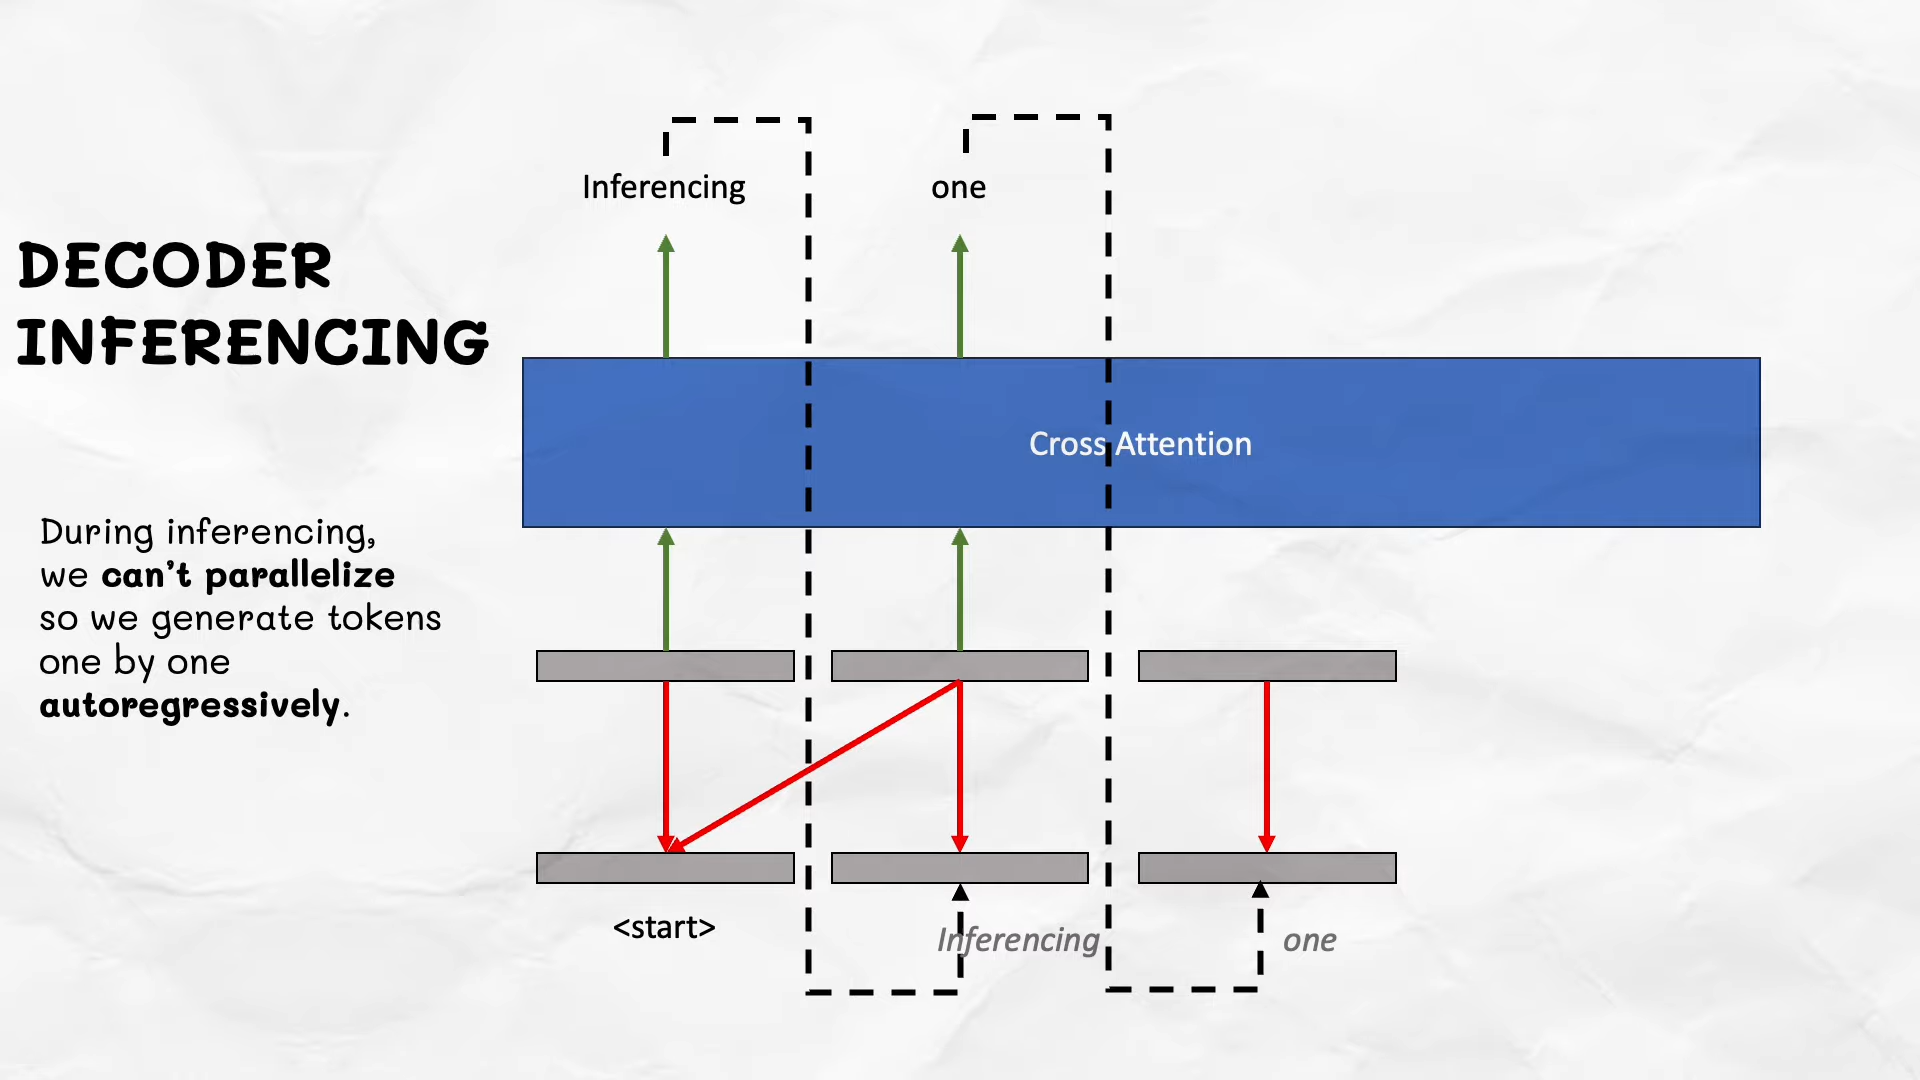 DECODER
INFERENCING
During inferencing,
we can't parallelize
so we generate tokens
one by one
autoregressively.
Inferencing
one
Cross Attention
<start>
Inferencing
one